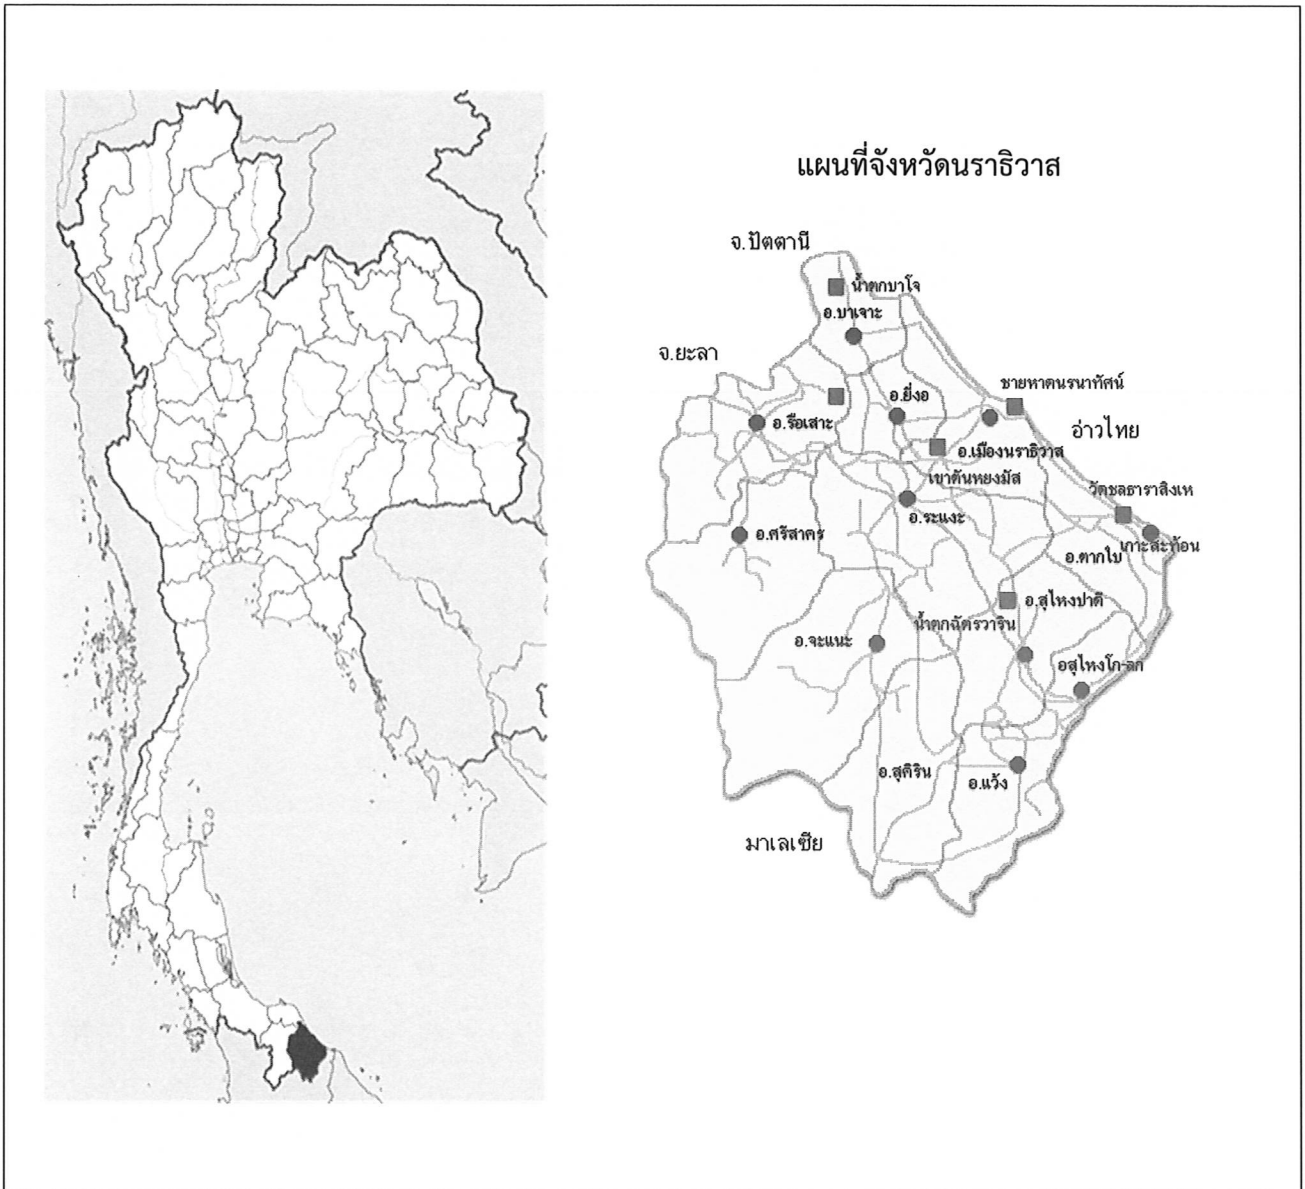 แผนที่จังหวัดนราธิวาส
จ.ปัตตานี
น้ำตกบาโจ
อ.บาเจาะ
จ.ยะลา
ชายหาดนรนาทัศน์
อ.ยี่งอ
อ.รือเสาะ
อ่าวไทย
อ.เมืองนราธิวาส
เขาตันหยงมัส
วัดชลธาราสิงเห
อ.ระแงะ
อ.ศรีสาคร
เกาะสะท้อน
อ.ตากใบ
อ.สุไหงปาดี
น้ำตกฉัตรวาริน
อ.จะแนะ
อสุไหงโก-ลก
อ.สุคิริน
อ.แว้ง
มาเลเซีย